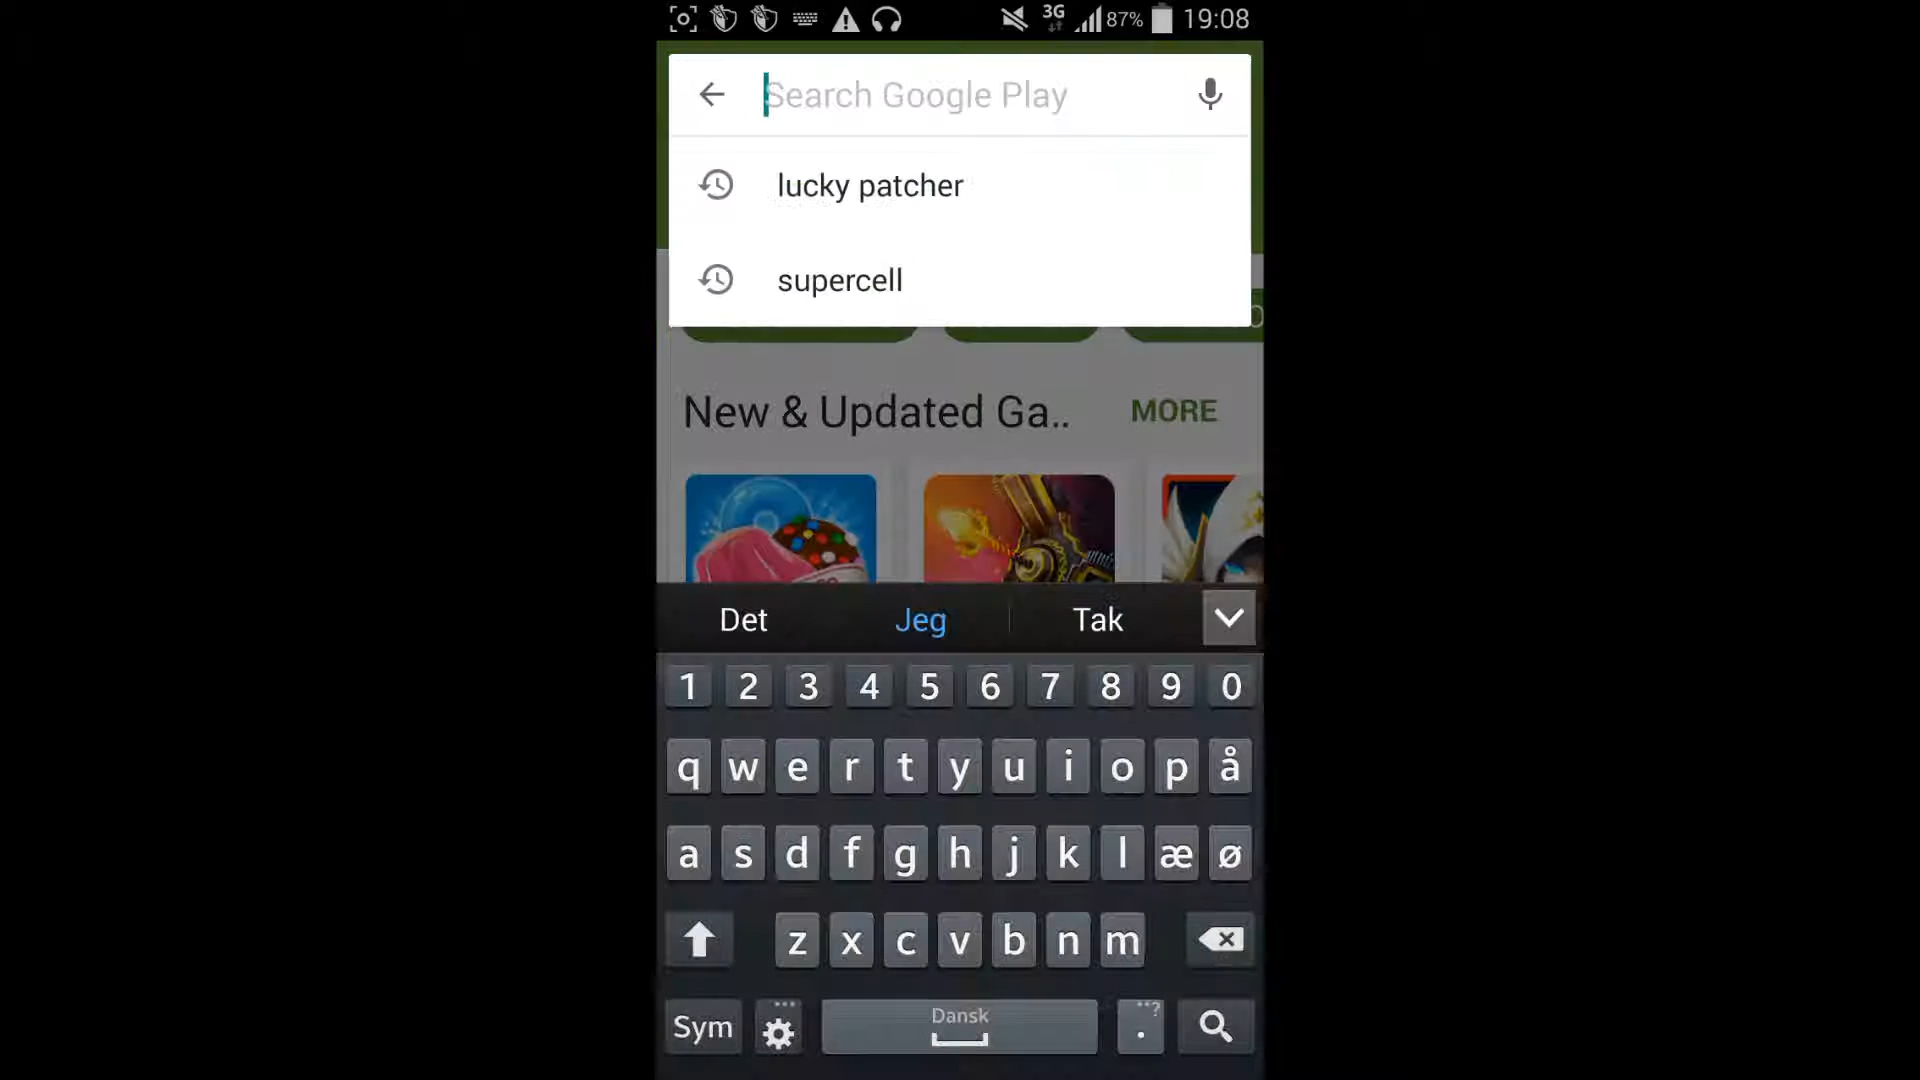 3G 87% 19:08
Search Google Play
lucky patcher
supercell
New & Updated Ga.. MORE
Det Jeg Tak
1 2 3 4 5 6 7 8 9 0
q w e r t y u i o p å
a s d f g h j k l æ ø
z x c v b n m
Sym Dansk . ?